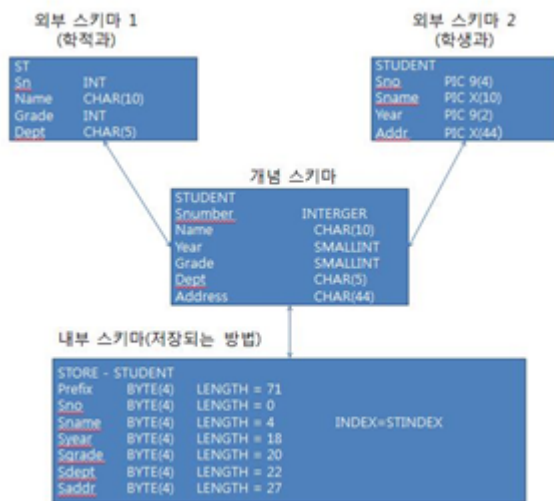 외부 스키마 1
(학적과)
ST
Sn INT
Name CHAR(10)
Grade INT
Dept CHAR(5)
외부 스키마 2
(학생과)
STUDENT
Sno PIC 9(4)
Sname PIC X(10)
Year PIC 9(2)
Addr PIC X(44)
개념 스키마
STUDENT
Snumber INTERGER
Name CHAR(10)
Year SMALLINT
Grade SMALLINT
Dept CHAR(5)
Address CHAR(44)
내부 스키마(저장되는 방법)
STORE - STUDENT
Prefix BYTE(4) LENGTH = 71
Sno BYTE(4) LENGTH = 0
Sname BYTE(4) LENGTH = 4 INDEX=STINDEX
Syear BYTE(4) LENGTH = 18
Sgrade BYTE(4) LENGTH = 20
Sdept BYTE(4) LENGTH = 22
Saddr BYTE(4) LENGTH = 27